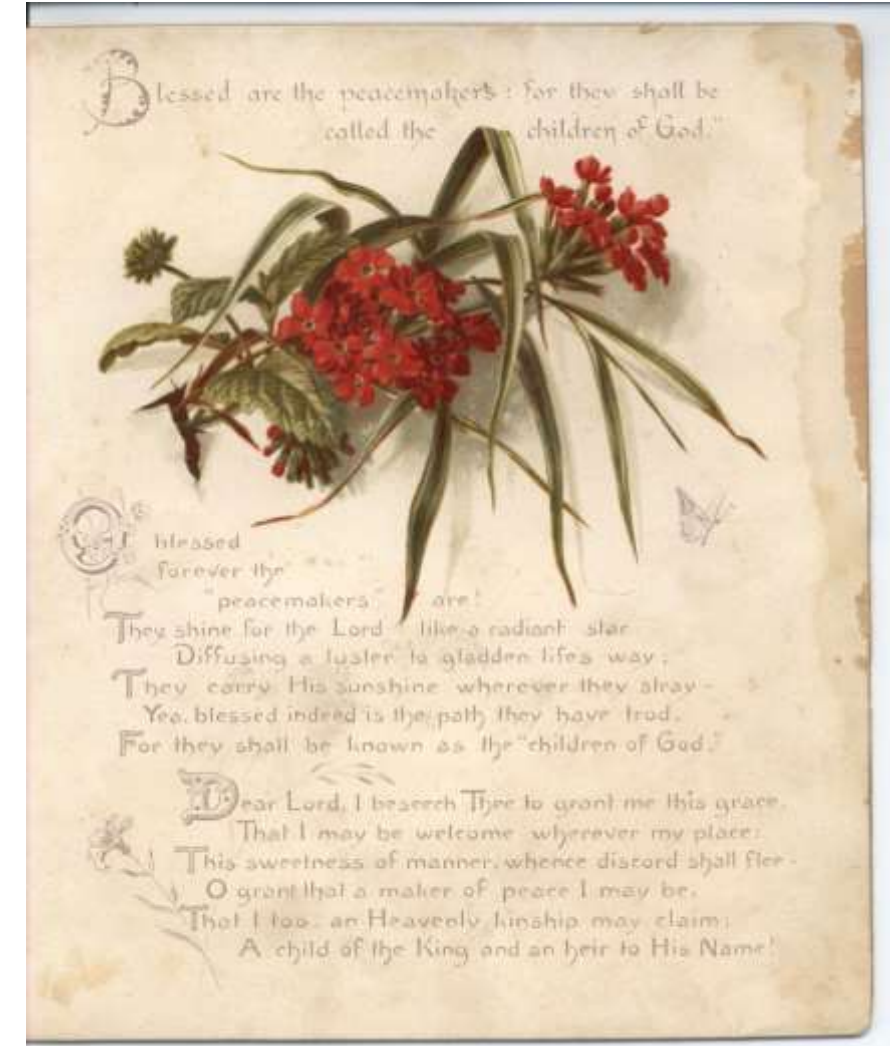 Blessed are the peacemakers: for they shall be
called the children of God."
O blessed
forever the
"peacemakers" are!
They shine for the Lord like a radiant star
Diffusing a luster to gladden lifes way;
They carry His sunshine wherever they stray-
Yea, blessed indeed is the path they have trod,
For they shall be known as the "children of God."
Dear Lord, I beseech Thee to grant me this grace,
That I may be welcome wherever my place;
This sweetness of manner, whence discord shall flee-
O grant that a maker of peace I may be,
That I too, an Heavenly kinship may claim;
A child of the King and an heir to His Name!